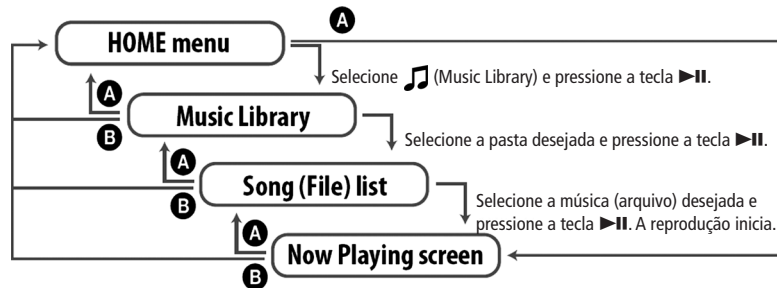 A
HOME menu
Selecione (Music Library) e pressione a tecla ►II.
A
Music Library
B
Selecione a pasta desejada e pressione a tecla ►II.
A
Song (File) list
B
Selecione a música (arquivo) desejada e
pressione a tecla ►II. A reprodução inicia.
A
Now Playing screen
B